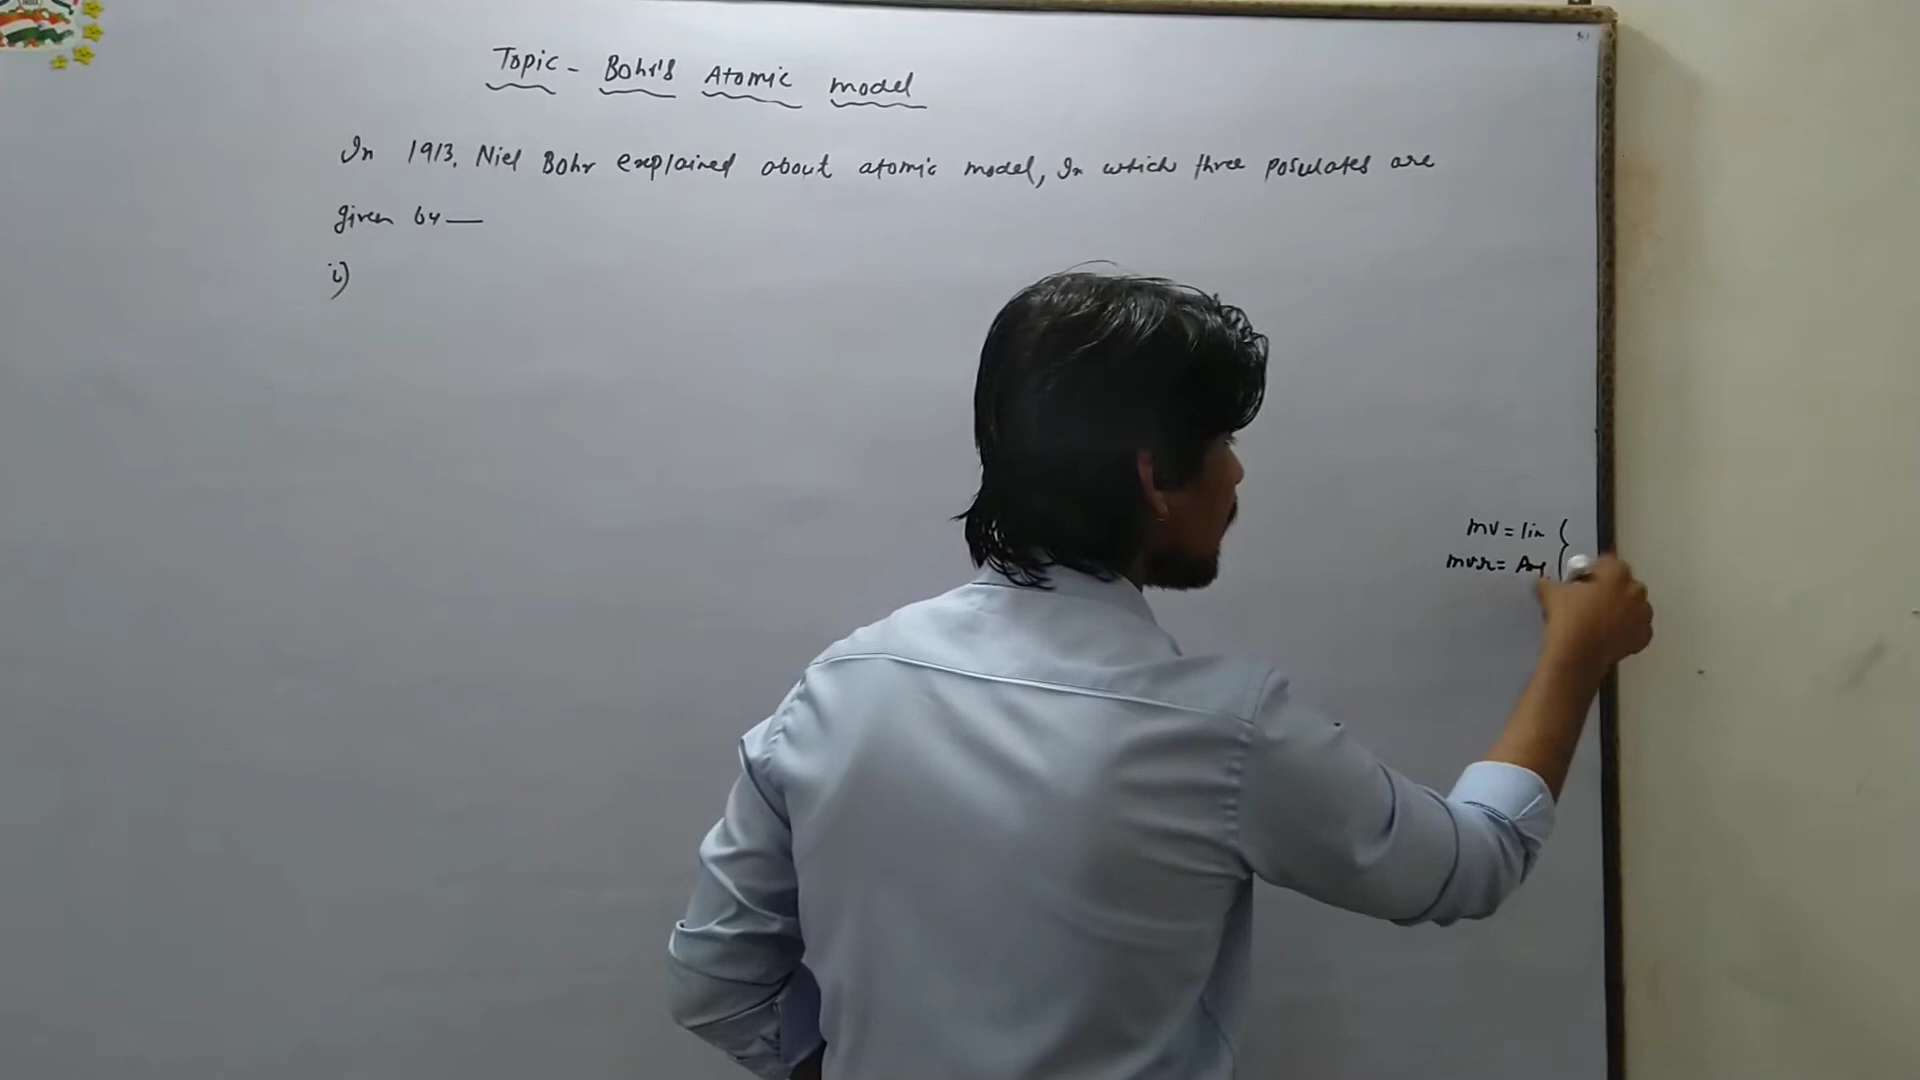 INDIA
Topic - Bohr's Atomic model
In 1913, Niel Bohr explained about atomic model, In which three posulates are
given by —
i)
mv = lin
mvr = Ang